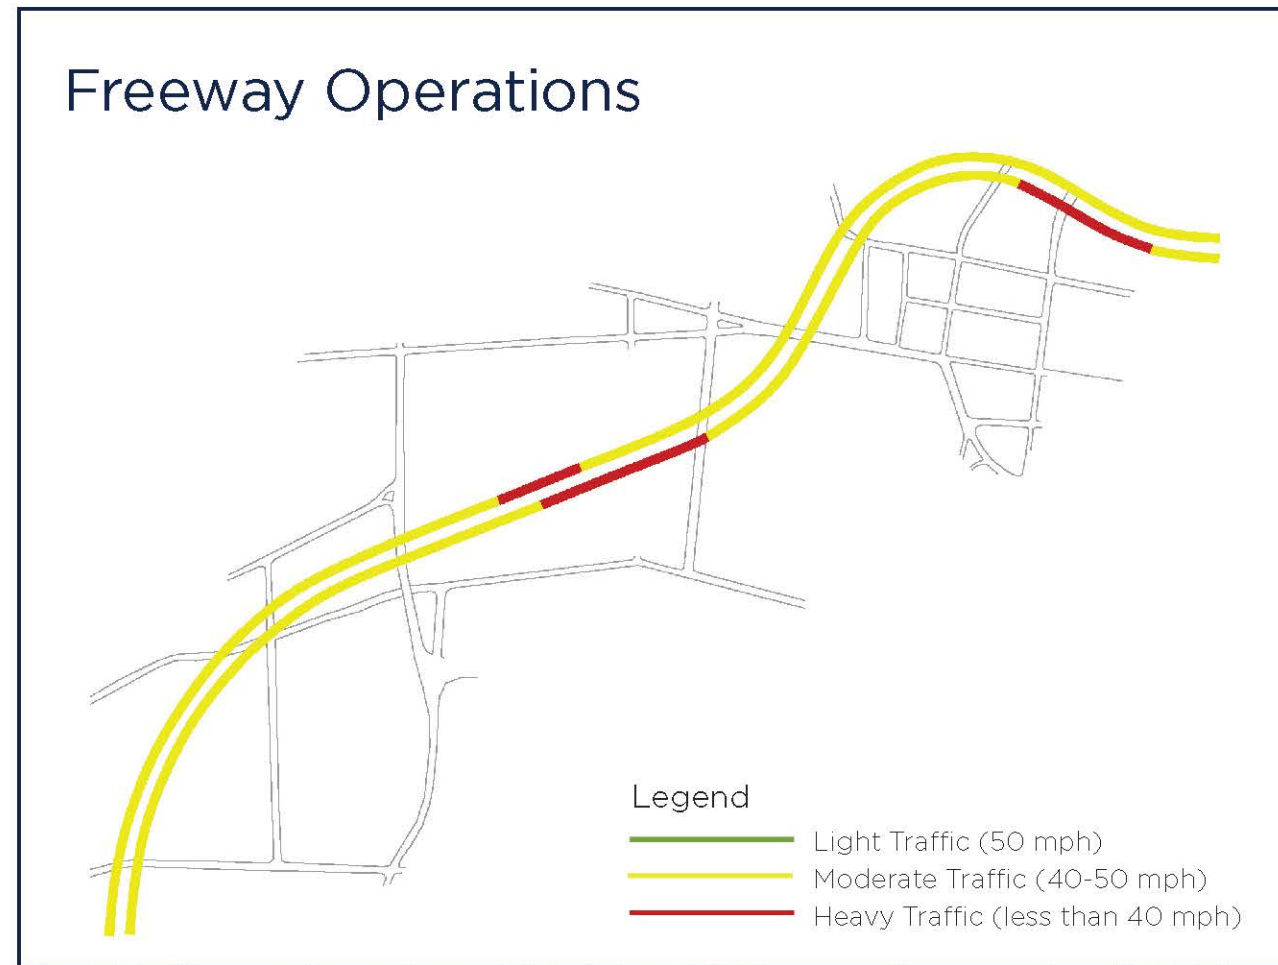 Freeway Operations
Legend
Light Traffic (50 mph)
Moderate Traffic (40-50 mph)
Heavy Traffic (less than 40 mph)